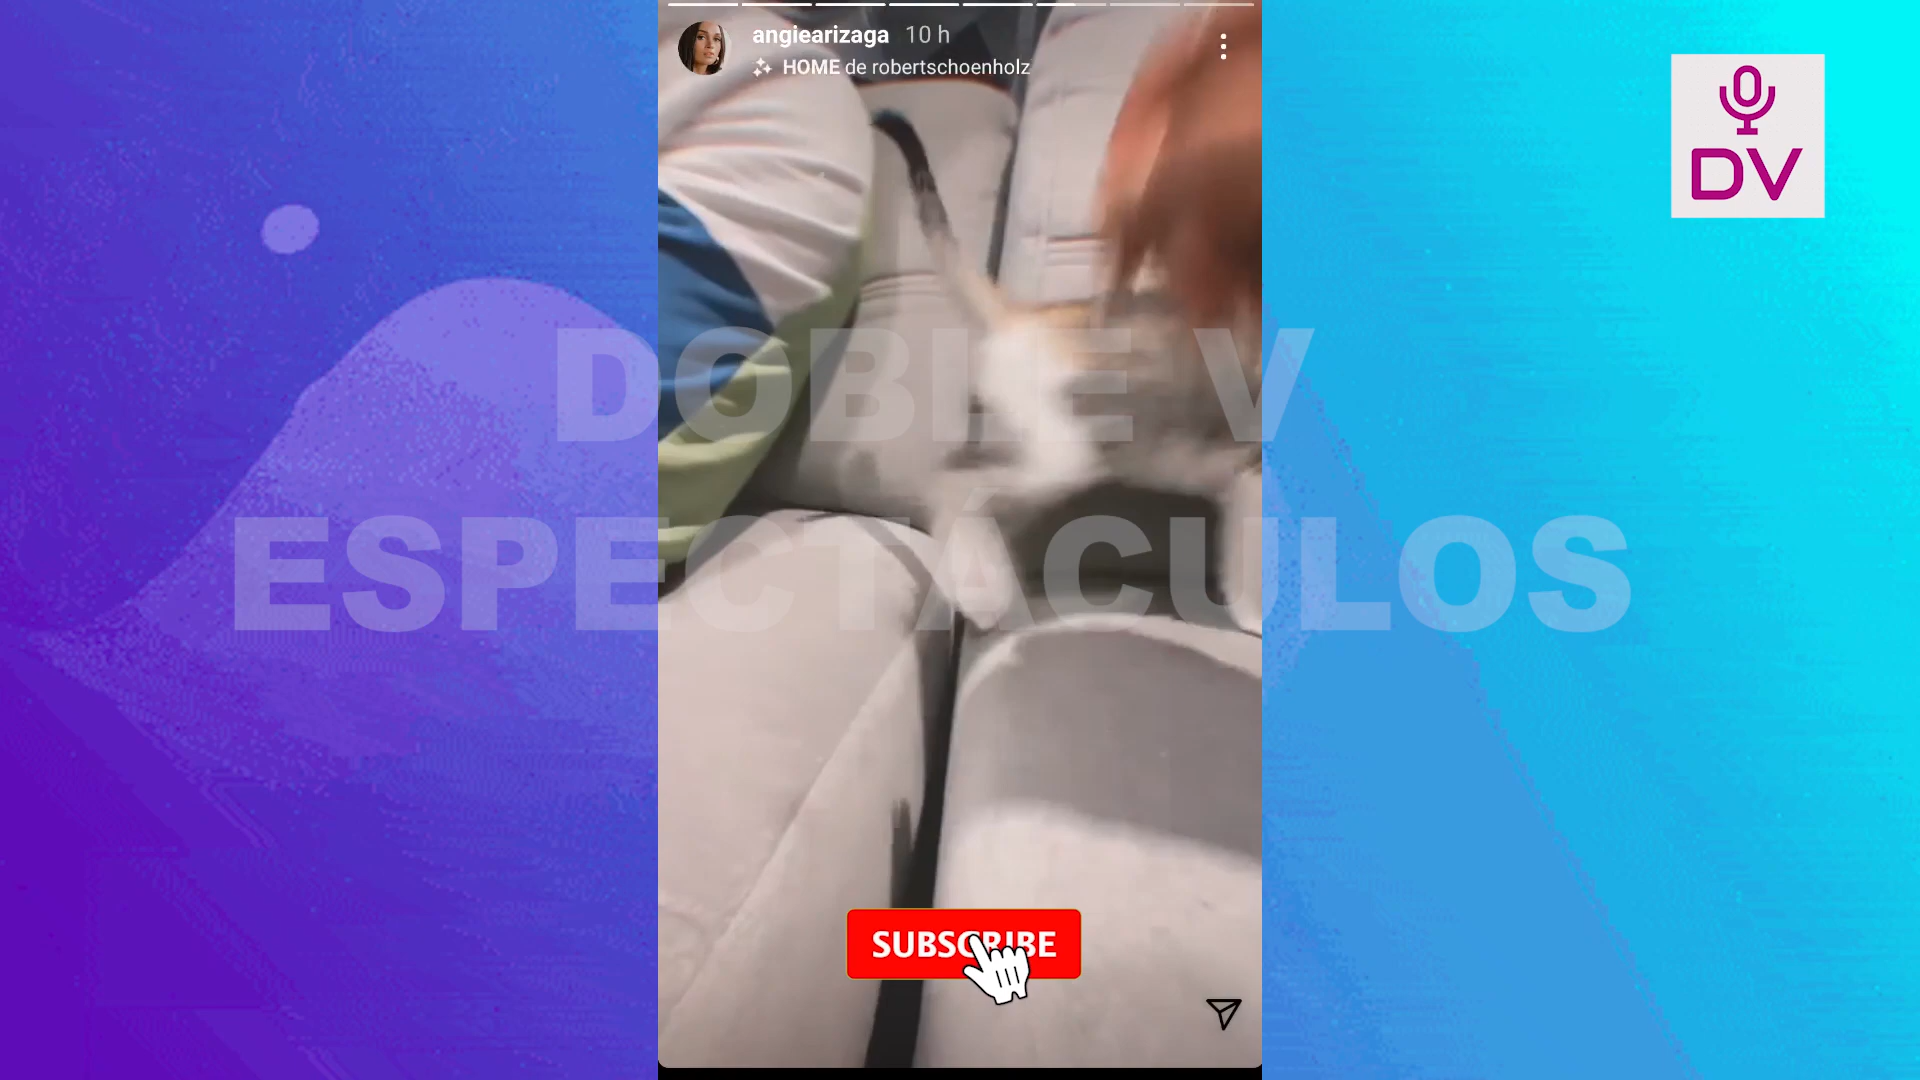 angiearizaga 10 h
HOME de robertschoenholz
DV
DOBLE V
ESPECTÁCULOS
SUBSCRIBE